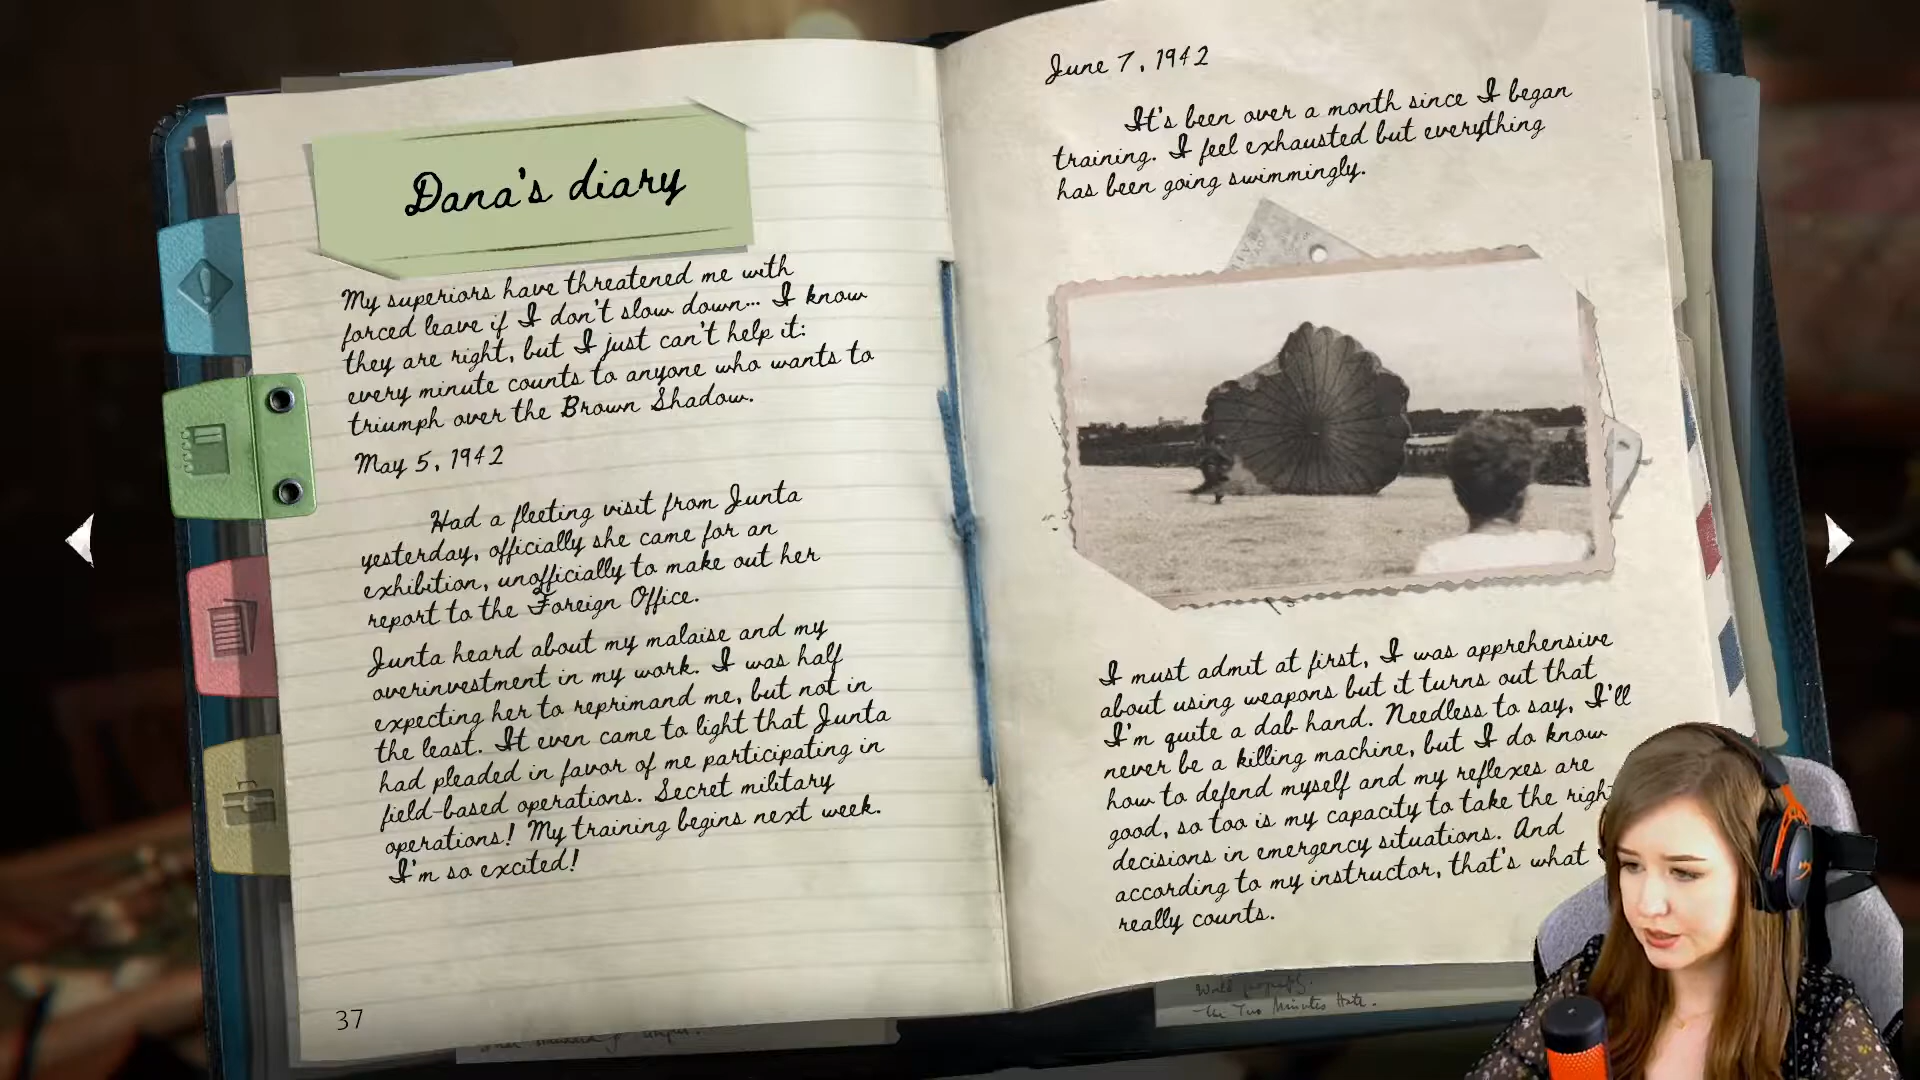 Dana's diary
My superiors have threatened me with
forced leave if I don't slow down... I know
they are right, but I just can't help it:
every minute counts to anyone who wants to
triumph over the Brown Shadow.
May 5, 1942
Had a fleeting visit from Junta
yesterday, officially she came for an
exhibition, unofficially to make out her
report to the Foreign Office.
Junta heard about my malaise and my
overinvestment in my work. I was half
expecting her to reprimand me, but not in
the least. It even came to light that Junta
had pleaded in favor of me participating in
field-based operations. Secret military
operations! My training begins next week.
I'm so excited!
37
June 7, 1942
It's been over a month since I began
training. I feel exhausted but everything
has been going swimmingly.
I must admit at first, I was apprehensive
about using weapons but it turns out that
I'm quite a dab hand. Needless to say, I'll
never be a killing machine, but I do know
how to defend myself and my reflexes are
good, so too is my capacity to take the right
decisions in emergency situations. And
according to my instructor, that's what
really counts.
The Two Minutes Hate.